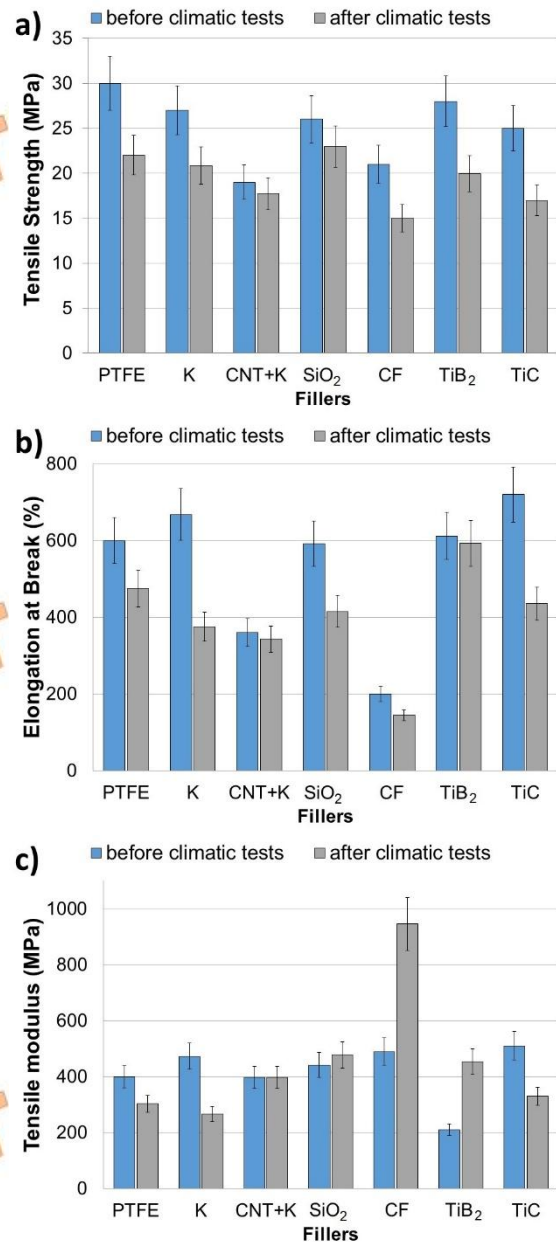 a)
before climatic tests after climatic tests
Tensile Strength (MPa)
35
30
25
20
15
10
5
0
PTFE K CNT+K SiO₂ CF TiB₂ TiC
Fillers
b)
before climatic tests after climatic tests
Elongation at Break (%)
800
600
400
200
0
PTFE K CNT+K SiO₂ CF TiB₂ TiC
Fillers
c)
before climatic tests after climatic tests
Tensile modulus (MPa)
1000
800
600
400
200
0
PTFE K CNT+K SiO₂ CF TiB₂ TiC
Fillers